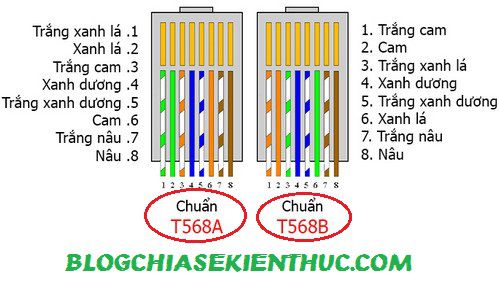 Trắng xanh lá .1
Xanh lá .2
Trắng cam .3
Xanh dương .4
Trắng xanh dương .5
Cam .6
Trắng nâu .7
Nâu .8
1 2 3 4 5 6 7 8
Chuẩn
T568A
1. Trắng cam
2. Cam
3. Trắng xanh lá
4. Xanh dương
5. Trắng xanh dương
6. Xanh lá
7. Trắng nâu
8. Nâu
1 2 3 4 5 6 7 8
Chuẩn
T568B
BLOGCHIASEKIENTHUC.COM